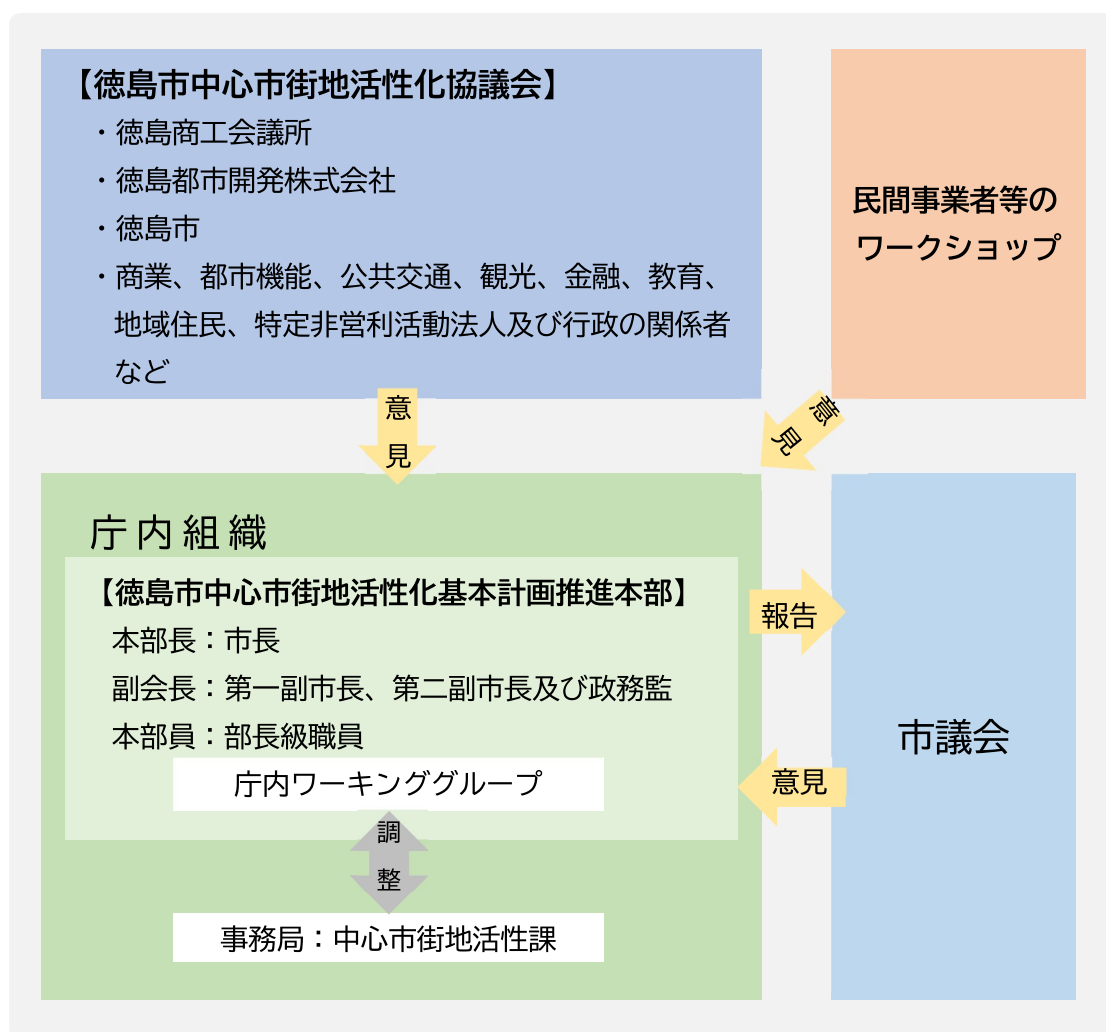 【徳島市中心市街地活性化協議会】
・徳島商工会議所
・徳島都市開発株式会社
・徳島市
・商業、都市機能、公共交通、観光、金融、教育、
地域住民、特定非営利活動法人及び行政の関係者
など
民間事業者等の
ワークショップ
意
見
意
見
庁内組織
【徳島市中心市街地活性化基本計画推進本部】
本部長：市長
副会長：第一副市長、第二副市長及び政務監
本部員：部長級職員
庁内ワーキンググループ
調
整
事務局：中心市街地活性課
報告
意見
市議会